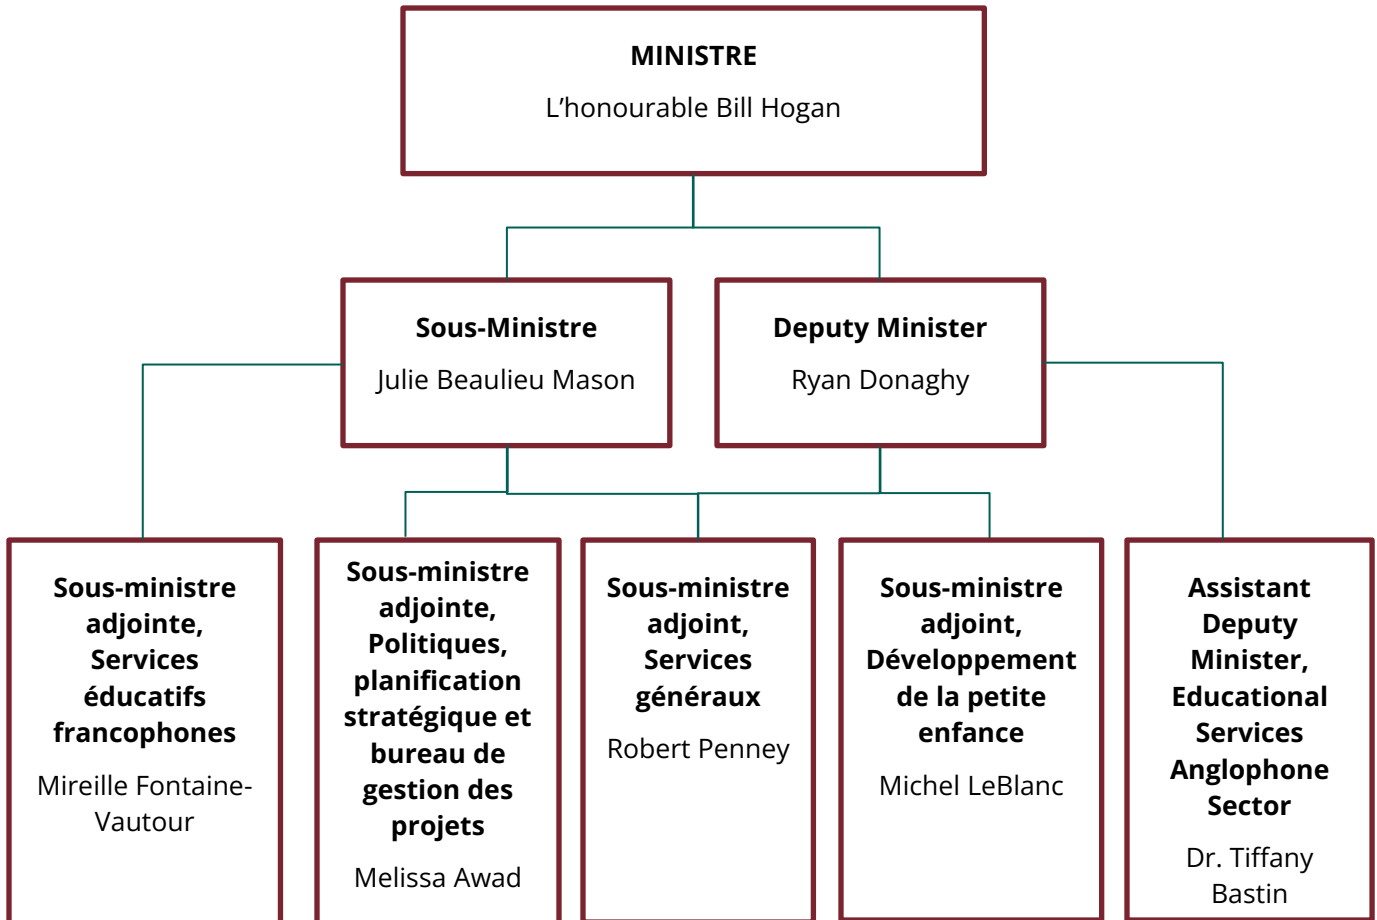 MINISTRE
L’honourable Bill Hogan
Sous-Ministre
Julie Beaulieu Mason
Deputy Minister
Ryan Donaghy
Sous-ministre
adjointe,
Services
éducatifs
francophones
Mireille Fontaine-
Vautour
Sous-ministre
adjointe,
Politiques,
planification
stratégique et
bureau de
gestion des
projets
Melissa Awad
Sous-ministre
adjoint,
Services
généraux
Robert Penney
Sous-ministre
adjoint,
Développement
de la petite
enfance
Michel LeBlanc
Assistant
Deputy
Minister,
Educational
Services
Anglophone
Sector
Dr. Tiffany
Bastin